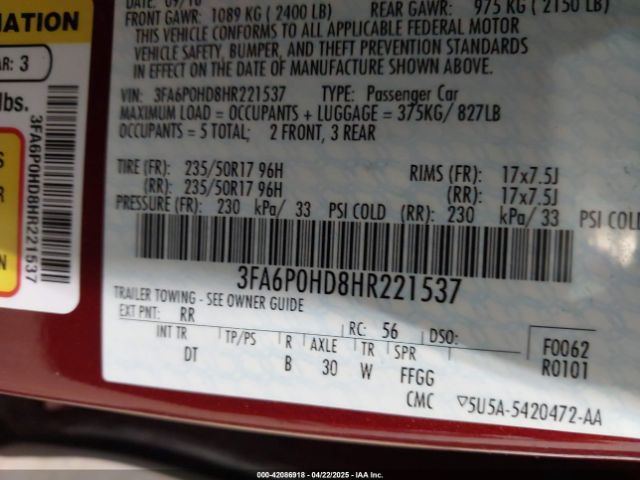 DATE: 09/16
FRONT GAWR: 1089 KG ( 2400 LB) REAR GAWR: 975 KG ( 2150 LB)
THIS VEHICLE CONFORMS TO ALL APPLICABLE FEDERAL MOTOR
VEHICLE SAFETY, BUMPER, AND THEFT PREVENTION STANDARDS
IN EFFECT ON THE DATE OF MANUFACTURE SHOWN ABOVE.
VIN: 3FA6P0HD8HR221537 TYPE: Passenger Car
MAXIMUM LOAD = OCCUPANTS + LUGGAGE = 375KG/ 827LB
OCCUPANTS = 5 TOTAL; 2 FRONT, 3 REAR
TIRE (FR): 235/50R17 96H RIMS (FR): 17x7.5J
(RR): 235/50R17 96H (RR): 17x7.5J
PRESSURE (FR): 230 kPa/ 33 PSI COLD (RR): 230 kPa/ 33 PSI COLD
3FA6P0HD8HR221537
TRAILER TOWING - SEE OWNER GUIDE
EXT PNT: RR RC: 56 DSO:
INT TR TP/PS R AXLE TR SPR F0062
DT B 30 W FFGG R0101
CMC ▽5U5A-5420472-AA
MATION
AR: 3
lbs.
3FA6P0HD8HR221537
S
R
N
000-42086918 - 04/22/2025 - IAA Inc.